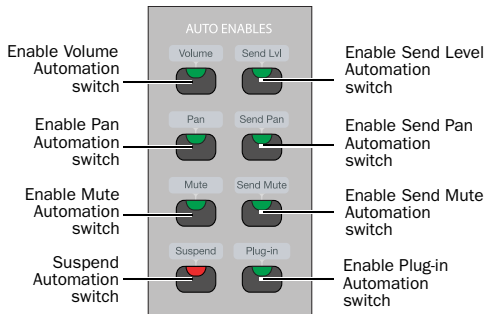 AUTO ENABLES
Enable Volume
Automation
switch
Volume
Send Lvl
Enable Send Level
Automation
switch
Enable Pan
Automation
switch
Pan
Send Pan
Enable Send Pan
Automation
switch
Enable Mute
Automation
switch
Mute
Send Mute
Enable Send Mute
Automation
switch
Suspend
Automation
switch
Suspend
Plug-in
Enable Plug-in
Automation
switch